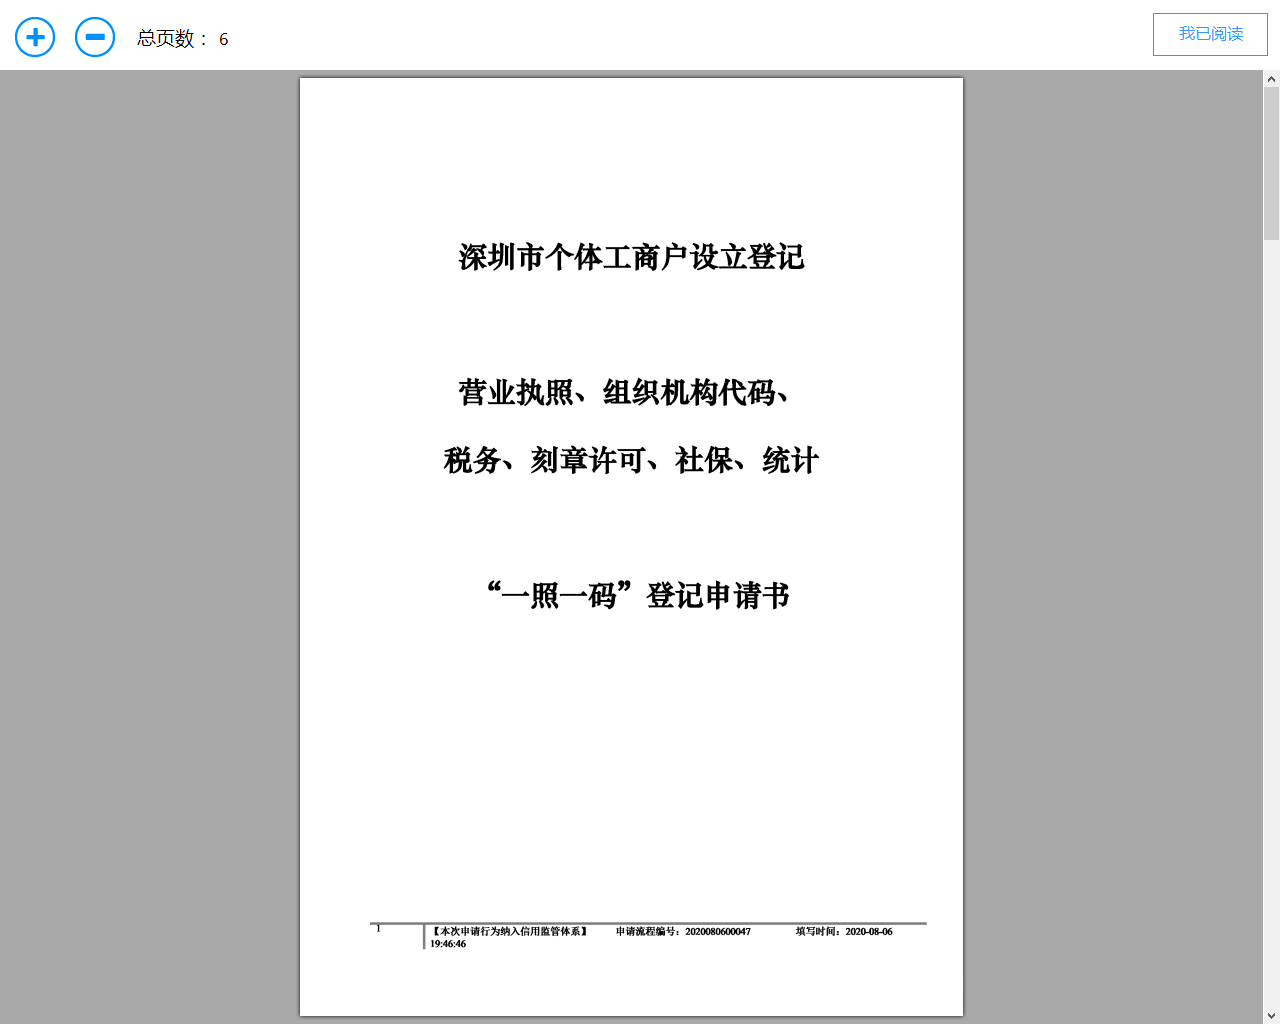 总页数： 6
我已阅读
深圳市个体工商户设立登记
营业执照、组织机构代码、
税务、刻章许可、社保、统计
“一照一码”登记申请书
1 【本次申请行为纳入信用监管体系】 申请流程编号：2020080600047 填写时间：2020-08-06
19:46:46